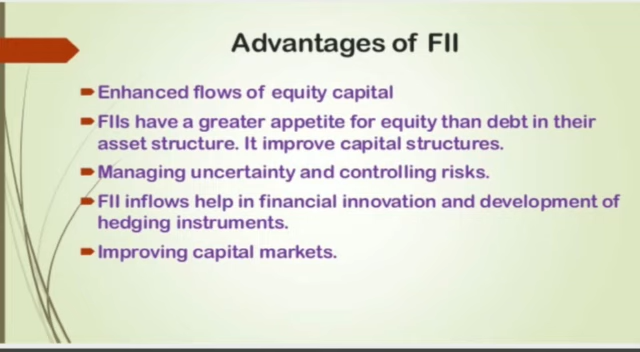 Advantages of FII
Enhanced flows of equity capital
FIIs have a greater appetite for equity than debt in their
asset structure. It improve capital structures.
Managing uncertainty and controlling risks.
FII inflows help in financial innovation and development of
hedging instruments.
Improving capital markets.